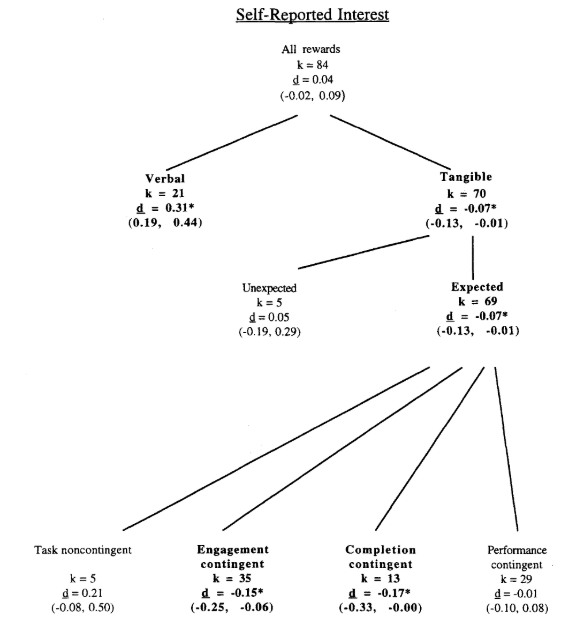 Self-Reported Interest
All rewards
k = 84
d = 0.04
(-0.02, 0.09)
Verbal
k = 21
d = 0.31*
(0.19, 0.44)
Tangible
k = 70
d = -0.07*
(-0.13, -0.01)
Unexpected
k = 5
d = 0.05
(-0.19, 0.29)
Expected
k = 69
d = -0.07*
(-0.13, -0.01)
Task noncontingent
k = 5
d = 0.21
(-0.08, 0.50)
Engagement
contingent
k = 35
d = -0.15*
(-0.25, -0.06)
Completion
contingent
k = 13
d = -0.17*
(-0.33, -0.00)
Performance
contingent
k = 29
d = -0.01
(-0.10, 0.08)